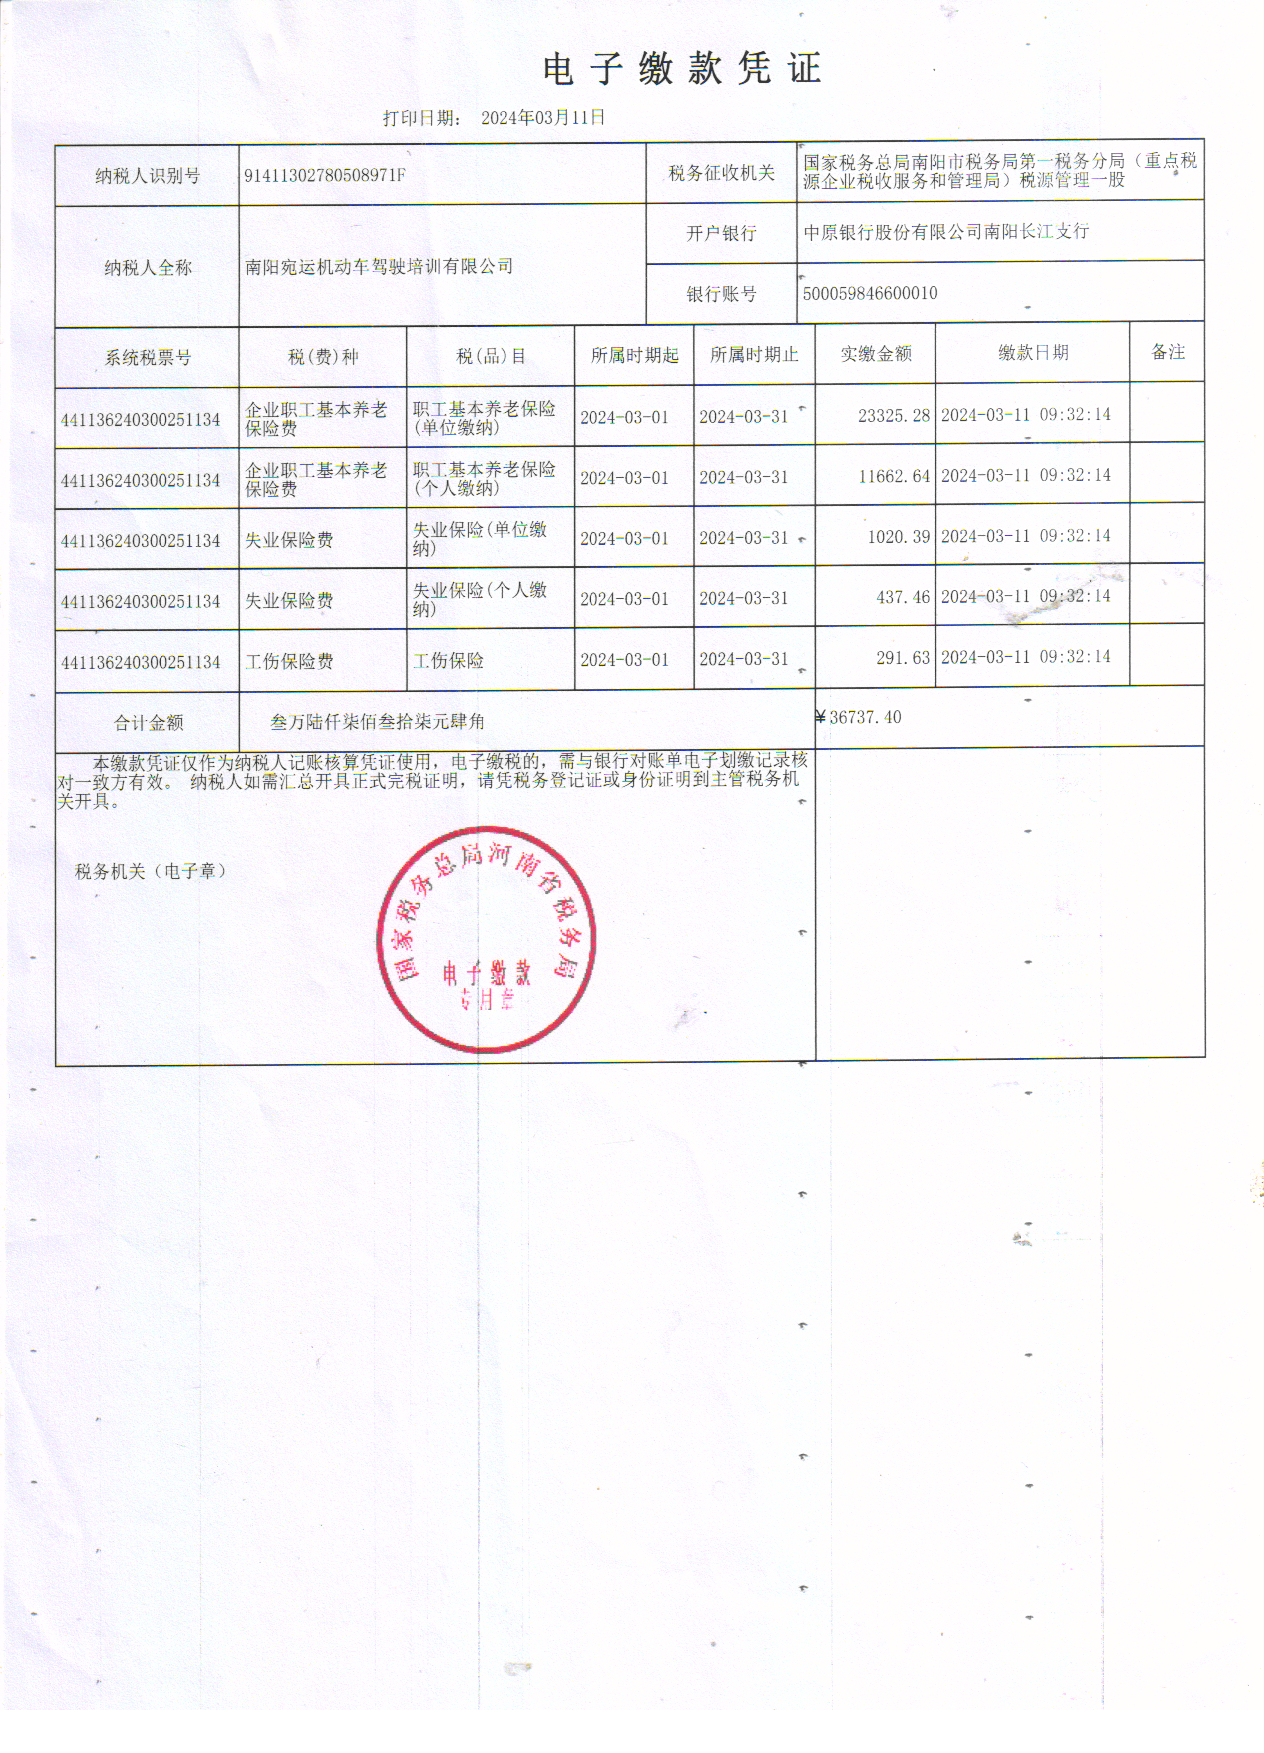 电子缴款凭证
打印日期： 2024年03月11日
纳税人识别号
91411302780508971F
税务征收机关
国家税务总局南阳市税务局第一税务分局（重点税
源企业税收服务和管理局）税源管理一股
纳税人全称
南阳宛运机动车驾驶培训有限公司
开户银行
中原银行股份有限公司南阳长江支行
银行账号
500059846600010
系统税票号 税(费)种 税(品)目 所属时期起 所属时期止 实缴金额 缴款日期 备注
441136240300251134 企业职工基本养老 职工基本养老保险 2024-03-01 2024-03-31 23325.28 2024-03-11 09:32:14
保险费 (单位缴纳)
441136240300251134 企业职工基本养老 职工基本养老保险 2024-03-01 2024-03-31 11662.64 2024-03-11 09:32:14
保险费 (个人缴纳)
441136240300251134 失业保险费 失业保险(单位缴 2024-03-01 2024-03-31 1020.39 2024-03-11 09:32:14
纳)
441136240300251134 失业保险费 失业保险(个人缴 2024-03-01 2024-03-31 437.46 2024-03-11 09:32:14
纳)
441136240300251134 工伤保险费 工伤保险 2024-03-01 2024-03-31 291.63 2024-03-11 09:32:14
合计金额 叁万陆仟柒佰叁拾柒元肆角 ¥36737.40
本缴款凭证仅作为纳税人记账核算凭证使用，电子缴税的，需与银行对账单电子划缴记录核
对一致方有效。 纳税人如需汇总开具正式完税证明，请凭税务登记证或身份证明到主管税务机
关开具。
税务机关（电子章）
国家税务总局河南省税务局
电子缴款
专用章